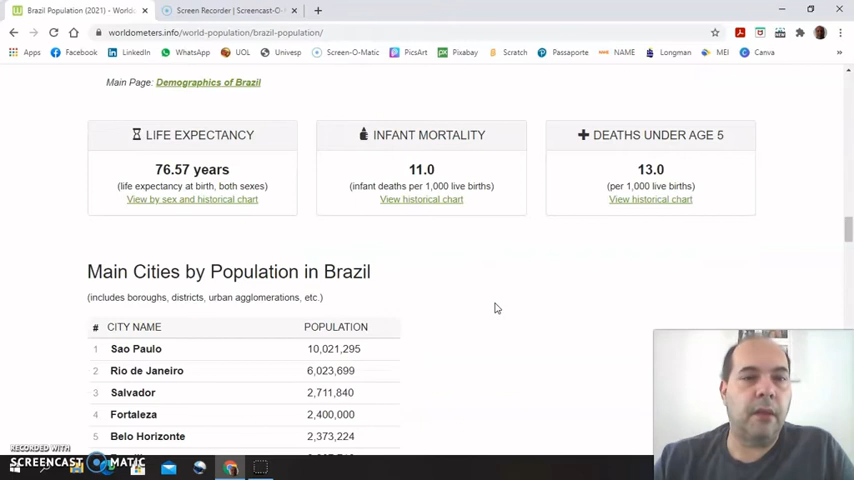 Brazil Population (2021) - World
Screen Recorder | Screencast-O-
worldometers.info/world-population/brazil-population/
Apps Facebook LinkedIn WhatsApp UOL Univesp Screen-O-Matic PicsArt Pixabay Scratch Passaporte NAME Longman MEI Canva
Main Page: Demographics of Brazil
LIFE EXPECTANCY
76.57 years
(life expectancy at birth, both sexes)
View by sex and historical chart
INFANT MORTALITY
11.0
(infant deaths per 1,000 live births)
View historical chart
DEATHS UNDER AGE 5
13.0
(per 1,000 live births)
View historical chart
Main Cities by Population in Brazil
(includes boroughs, districts, urban agglomerations, etc.)
# CITY NAME POPULATION
1 Sao Paulo 10,021,295
2 Rio de Janeiro 6,023,699
3 Salvador 2,711,840
4 Fortaleza 2,400,000
5 Belo Horizonte 2,373,224
RECORDED WITH
SCREENCAST MATIC